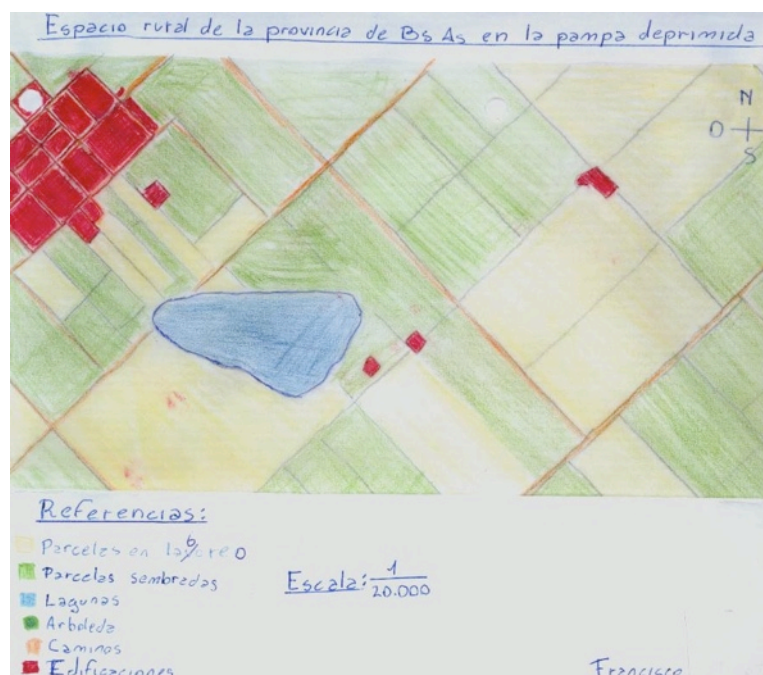 Espacio rural de la provincia de Bs As en la pampa deprimida
N
O
S
Referencias:
Parcelas en laboreo
Parcelas sembradas
Escala: 1/20.000
Lagunas
Arboleda
Caminos
Edificaciones
Francisco